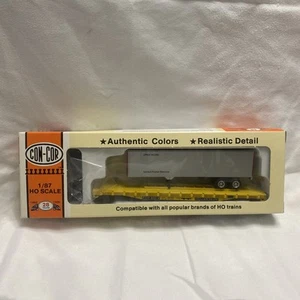 CON-COR
1/87
HO SCALE
★Authentic Colors ★Realistic Detail
Compatible with all popular brands of HO trains